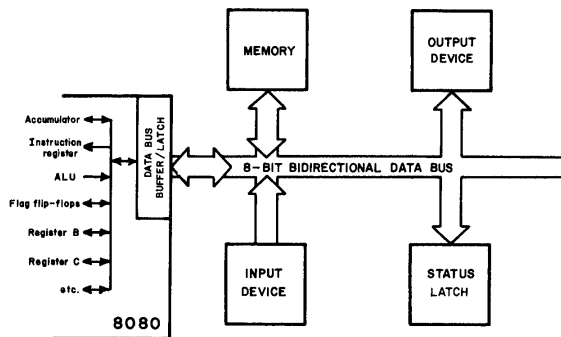 MEMORY
OUTPUT
DEVICE
Accumulator
Instruction
register
ALU
Flag flip-flops
Register B
Register C
etc.
DATA BUS
BUFFER/LATCH
8-BIT BIDIRECTIONAL DATA BUS
INPUT
DEVICE
STATUS
LATCH
8080